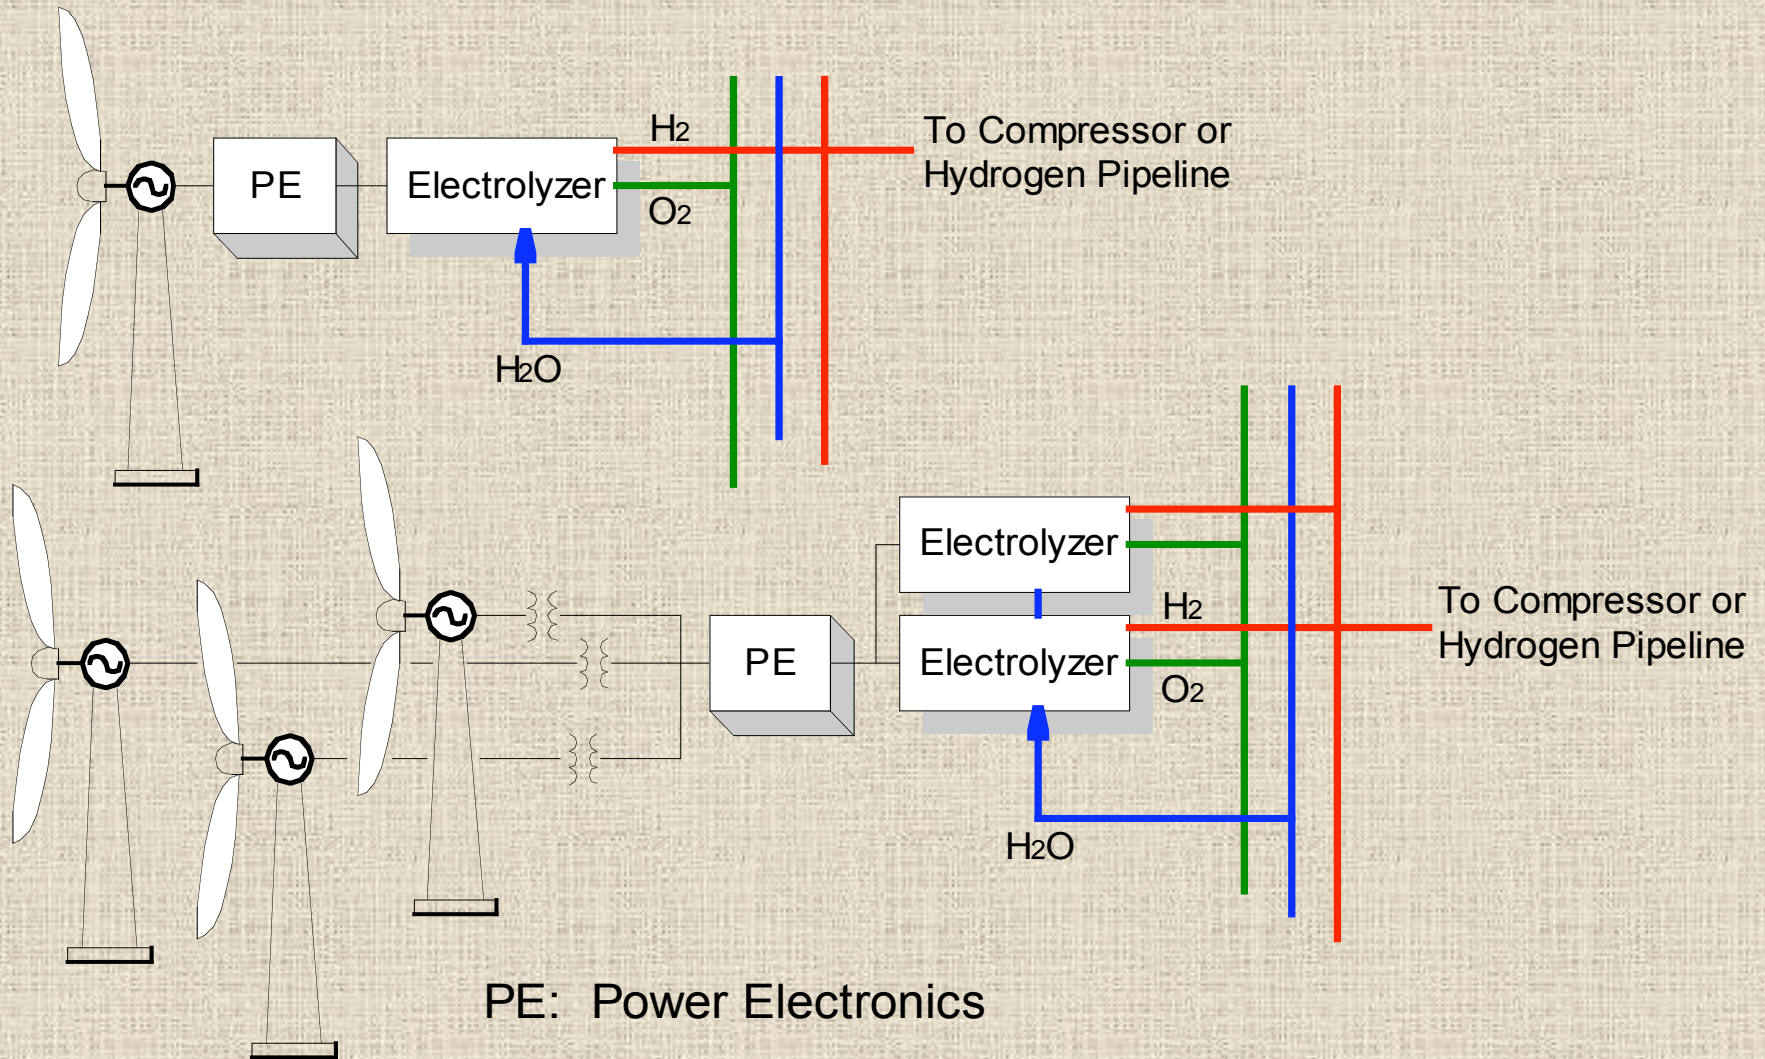 H2
To Compressor or
Hydrogen Pipeline
PE
Electrolyzer
O2
H2O
Electrolyzer
H2
To Compressor or
Hydrogen Pipeline
PE
Electrolyzer
O2
H2O
PE: Power Electronics